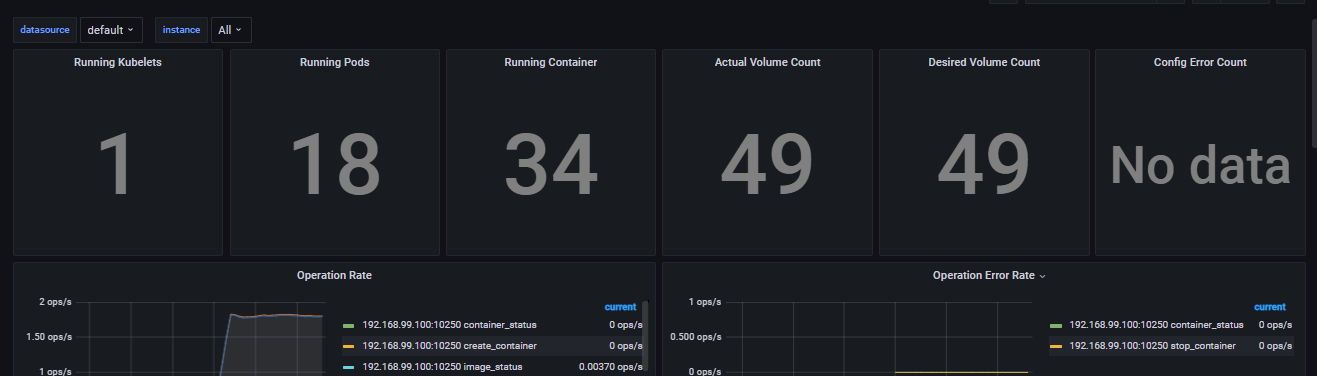 datasource default instance All
Running Kubelets Running Pods Running Container Actual Volume Count Desired Volume Count Config Error Count
1 18 34 49 49 No data
Operation Rate
2 ops/s
1.50 ops/s
1 ops/s
current
192.168.99.100:10250 container_status 0 ops/s
192.168.99.100:10250 create_container 0 ops/s
192.168.99.100:10250 image_status 0.00370 ops/s
Operation Error Rate
1 ops/s
0.500 ops/s
0 ops/s
current
192.168.99.100:10250 container_status 0 ops/s
192.168.99.100:10250 stop_container 0 ops/s